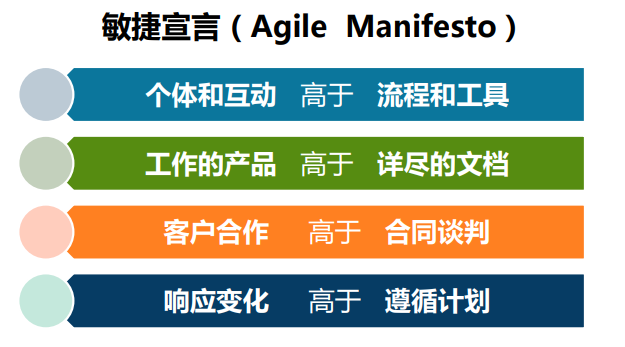 敏捷宣言（Agile Manifesto）
个体和互动 高于 流程和工具
工作的产品 高于 详尽的文档
客户合作 高于 合同谈判
响应变化 高于 遵循计划